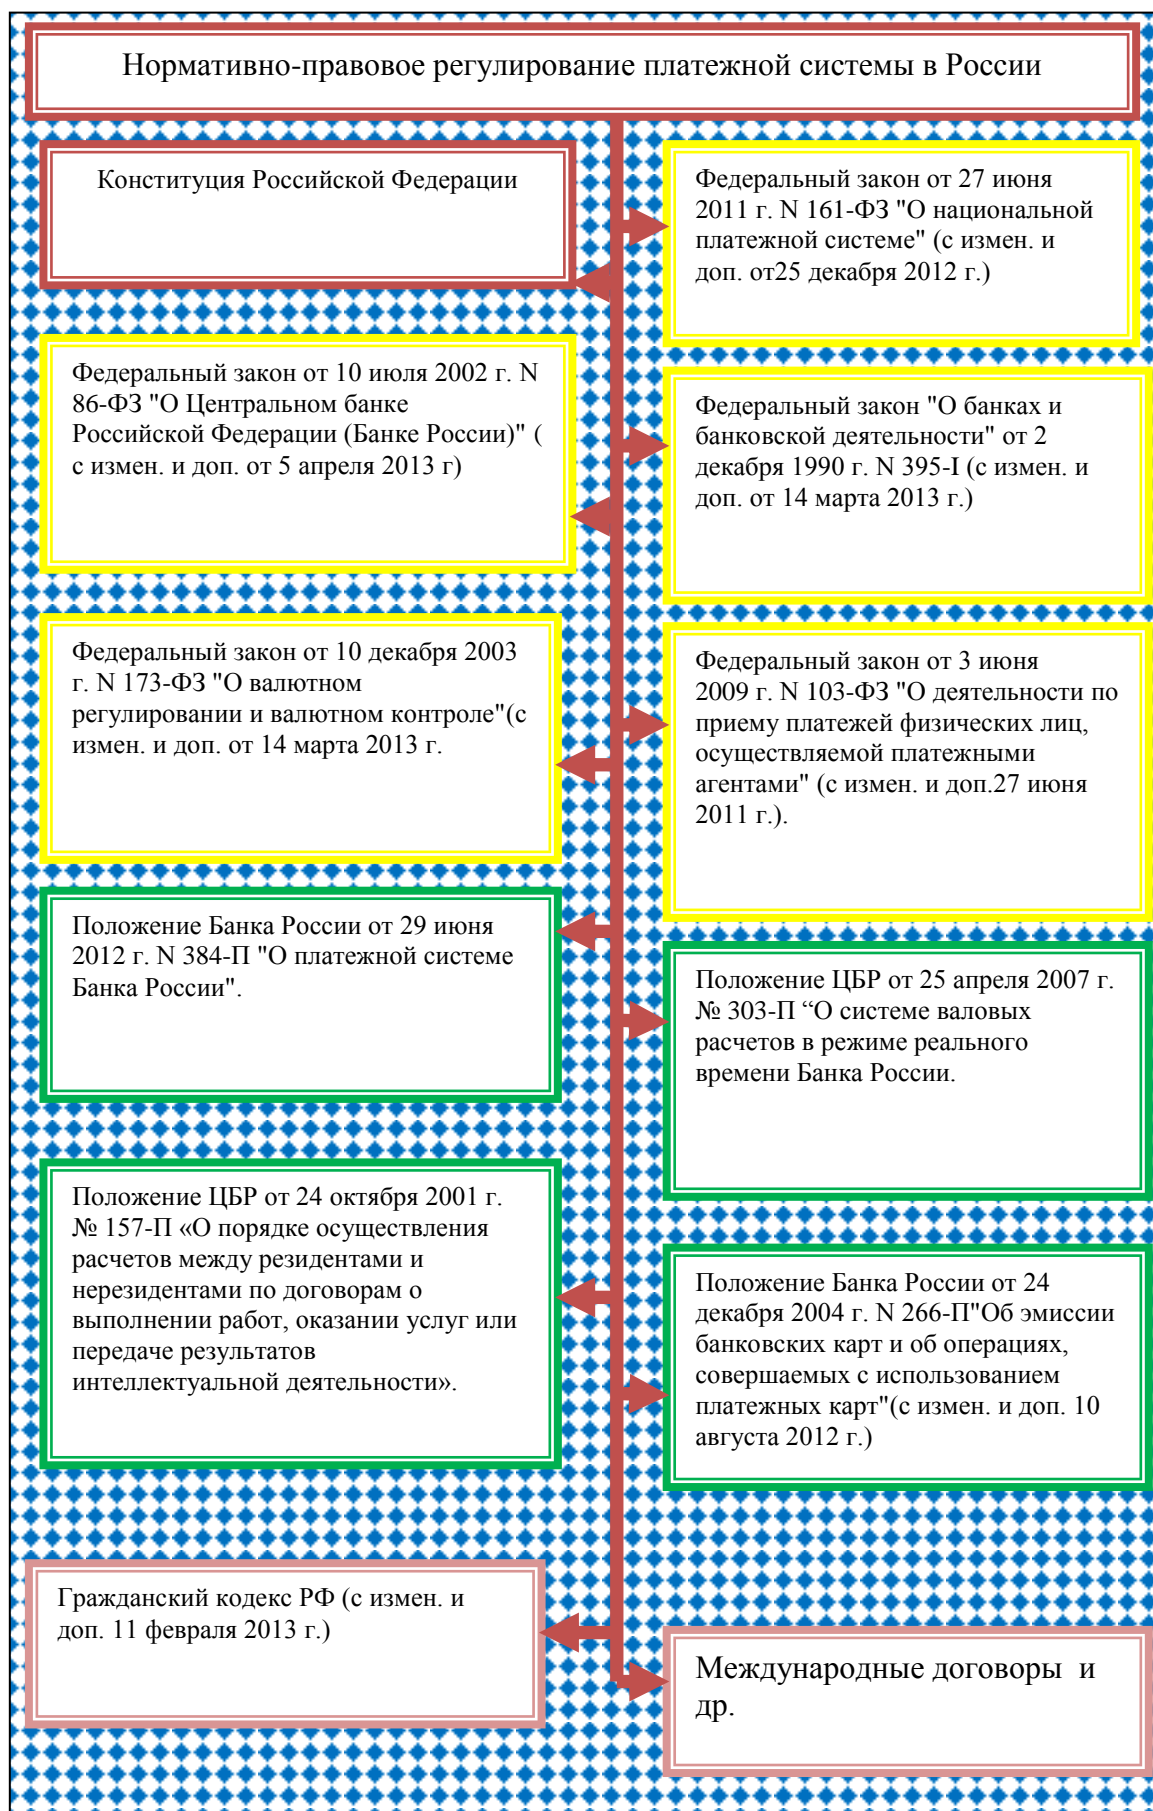 Нормативно-правовое регулирование платежной системы в России
Конституция Российской Федерации
Федеральный закон от 27 июня
2011 г. N 161-ФЗ "О национальной
платежной системе" (с измен. и
доп. от25 декабря 2012 г.)
Федеральный закон от 10 июля 2002 г. N
86-ФЗ "О Центральном банке
Российской Федерации (Банке России)" (
с измен. и доп. от 5 апреля 2013 г)
Федеральный закон "О банках и
банковской деятельности" от 2
декабря 1990 г. N 395-I (с измен. и
доп. от 14 марта 2013 г.)
Федеральный закон от 10 декабря 2003
г. N 173-ФЗ "О валютном
регулировании и валютном контроле"(с
измен. и доп. от 14 марта 2013 г.
Федеральный закон от 3 июня
2009 г. N 103-ФЗ "О деятельности по
приему платежей физических лиц,
осуществляемой платежными
агентами" (с измен. и доп.27 июня
2011 г.).
Положение Банка России от 29 июня
2012 г. N 384-П "О платежной системе
Банка России".
Положение ЦБР от 25 апреля 2007 г.
№ 303-П “О системе валовых
расчетов в режиме реального
времени Банка России.
Положение ЦБР от 24 октября 2001 г.
№ 157-П «О порядке осуществления
расчетов между резидентами и
нерезидентами по договорам о
выполнении работ, оказании услуг или
передаче результатов
интеллектуальной деятельности».
Положение Банка России от 24
декабря 2004 г. N 266-П"Об эмиссии
банковских карт и об операциях,
совершаемых с использованием
платежных карт"(с измен. и доп. 10
августа 2012 г.)
Гражданский кодекс РФ (с измен. и
доп. 11 февраля 2013 г.)
Международные договоры и
др.